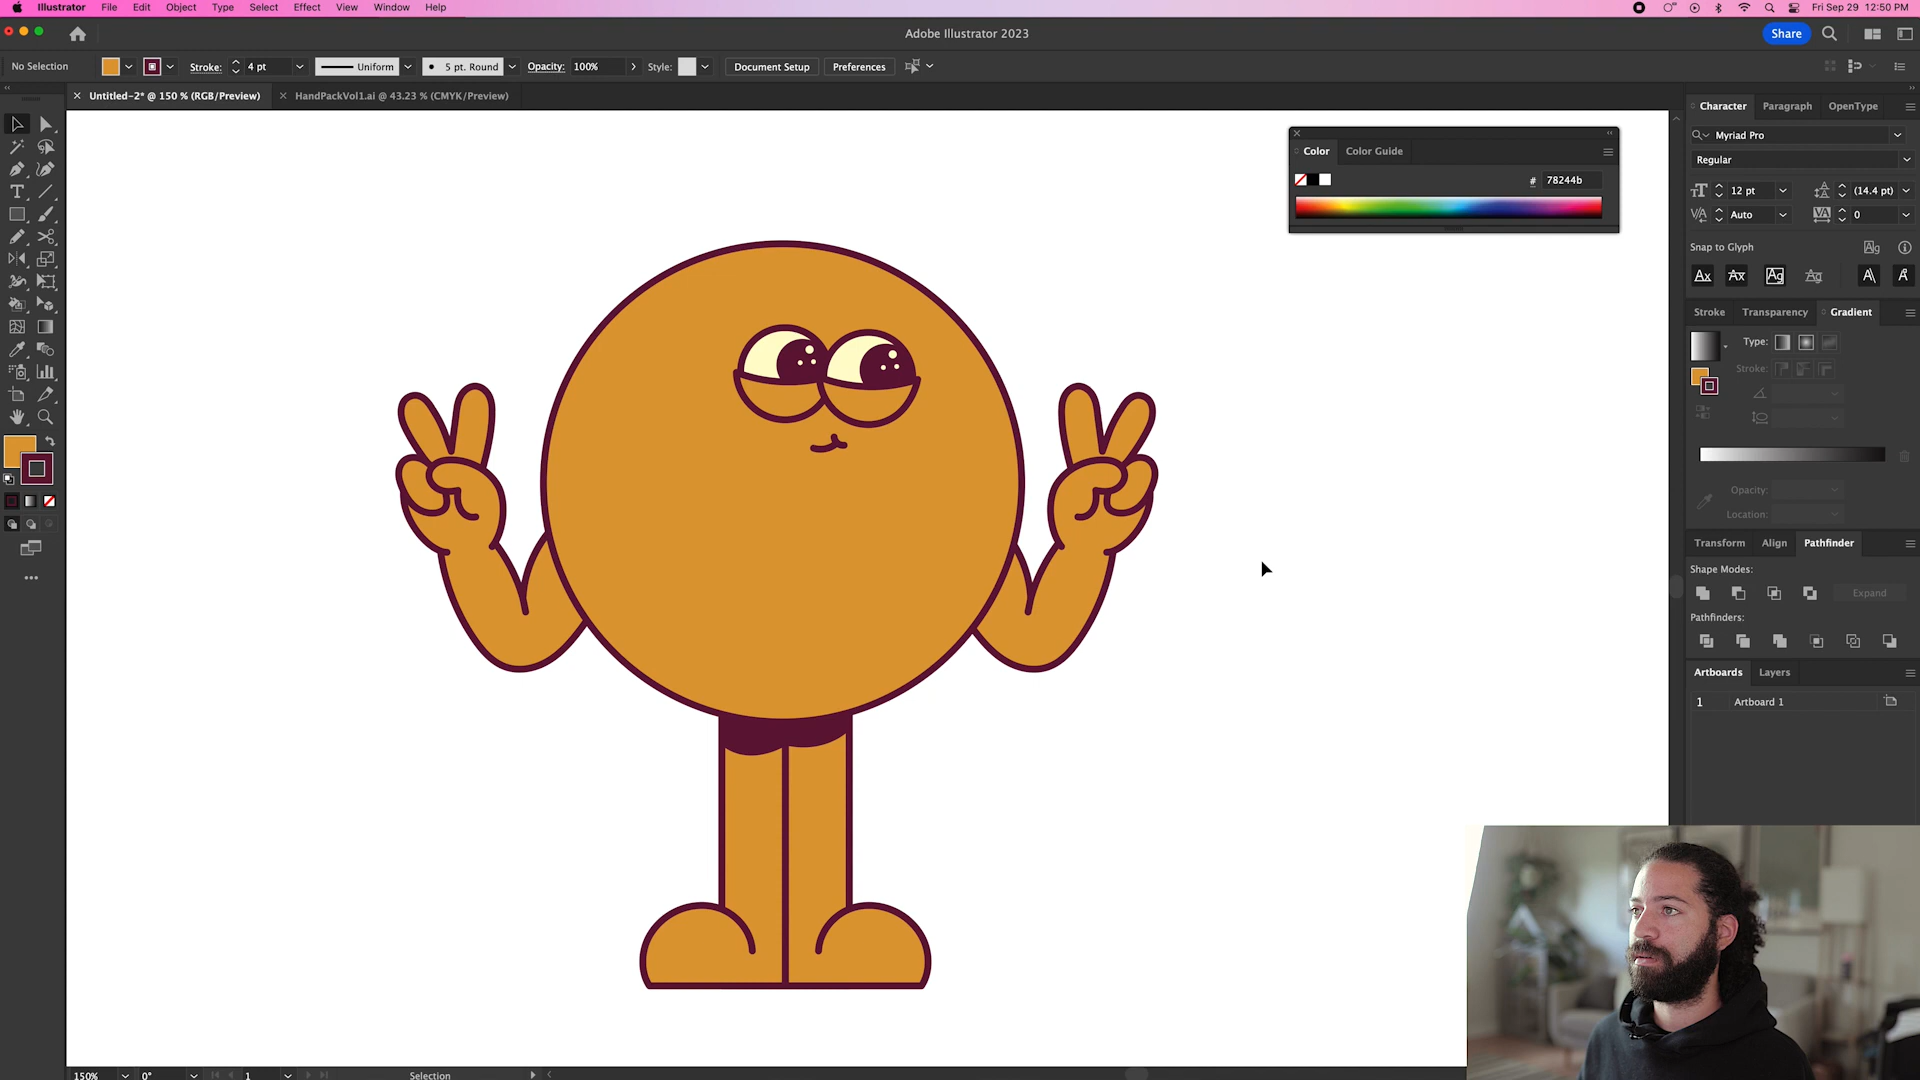 Illustrator File Edit Object Type Select Effect View Window Help
Fri Sep 29 12:50 PM
Adobe Illustrator 2023
Share
No Selection
Stroke: 4 pt
Uniform
5 pt. Round
Opacity: 100%
Style:
Document Setup
Preferences
Untitled-2* @ 150 % (RGB/Preview)
HandPackVol1.ai @ 43.23 % (CMYK/Preview)
Color Color Guide
# 78244b
Character Paragraph OpenType
Myriad Pro
Regular
12 pt
(14.4 pt)
Auto
0
Snap to Glyph
Stroke Transparency Gradient
Type:
Stroke:
Opacity:
Location:
Transform Align Pathfinder
Shape Modes:
Expand
Pathfinders:
Artboards Layers
1 Artboard 1
150% 0° 1 Selection